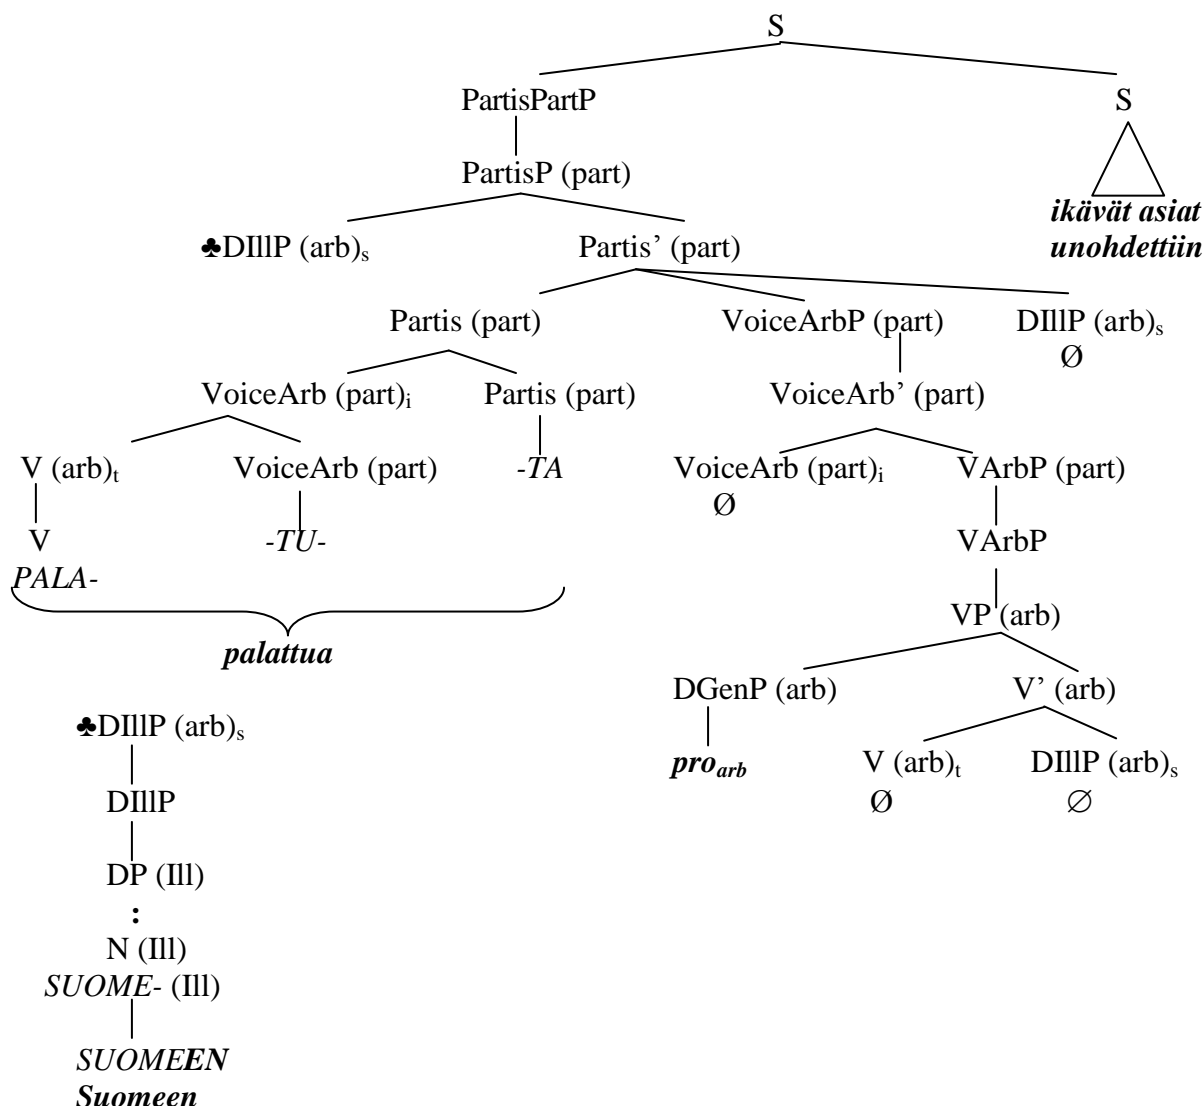 S
PartisPartP S
PartisP (part)
ikävät asiat
unohdettiin
♣DIllP (arb)s Partis’ (part)
Partis (part) VoiceArbP (part) DIllP (arb)s
Ø
VoiceArb (part)i Partis (part) VoiceArb’ (part)
V (arb)t VoiceArb (part) -TA VoiceArb (part)i VArbP (part)
Ø
V -TU- VArbP
PALA-
VP (arb)
palattua
DGenP (arb) V’ (arb)
♣DIllP (arb)s
proarb V (arb)t DIllP (arb)s
DIllP Ø ∅
DP (Ill)
:
N (Ill)
SUOME- (Ill)
SUOMEEN
Suomeen